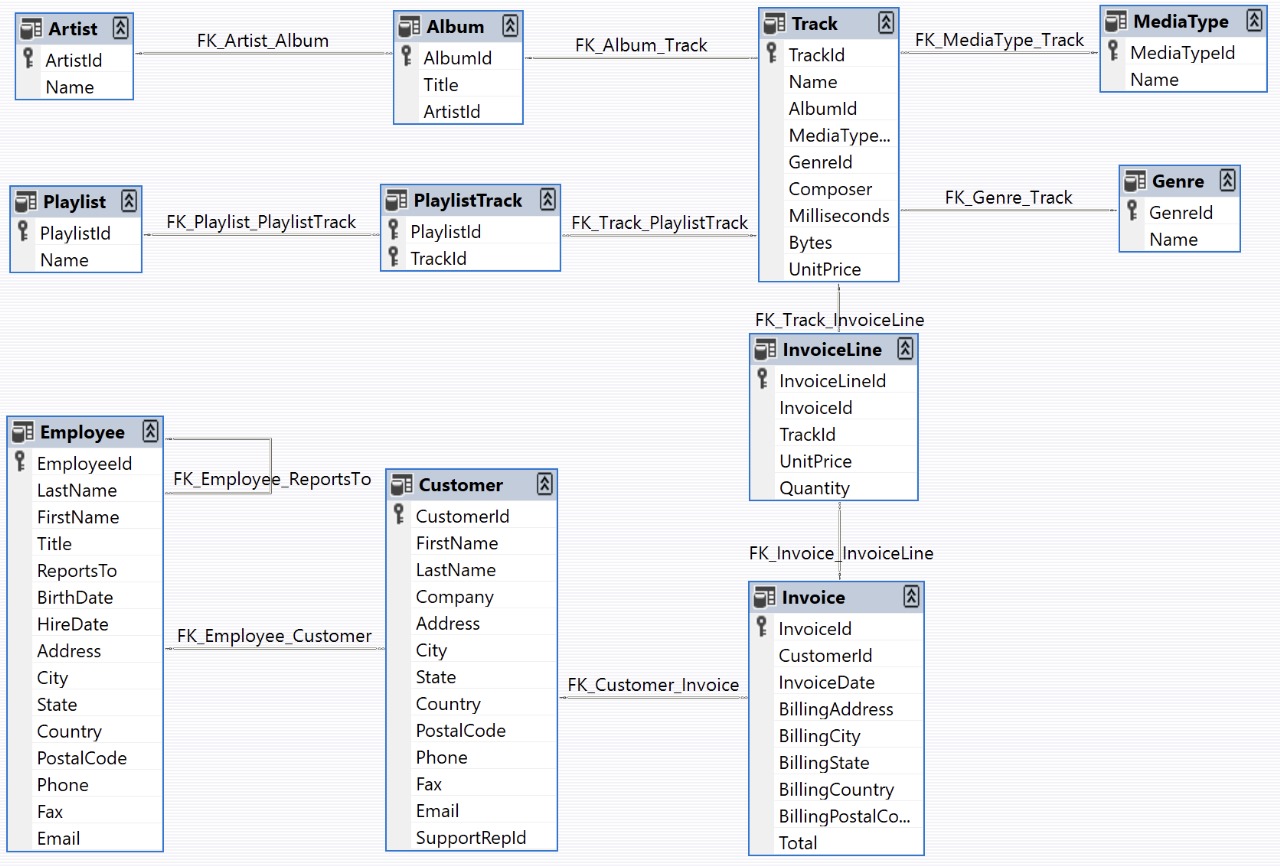 Artist
ArtistId
Name
FK_Artist_Album
Album
AlbumId
Title
ArtistId
FK_Album_Track
Track
TrackId
Name
AlbumId
MediaType...
GenreId
Composer
Milliseconds
Bytes
UnitPrice
FK_MediaType_Track
MediaType
MediaTypeId
Name
FK_Genre_Track
Genre
GenreId
Name
Playlist
PlaylistId
Name
FK_Playlist_PlaylistTrack
PlaylistTrack
PlaylistId
TrackId
FK_Track_PlaylistTrack
FK_Track_InvoiceLine
InvoiceLine
InvoiceLineId
InvoiceId
TrackId
UnitPrice
Quantity
Employee
EmployeeId
LastName
FirstName
Title
ReportsTo
BirthDate
HireDate
Address
City
State
Country
PostalCode
Phone
Fax
Email
FK_Employee_ReportsTo
FK_Employee_Customer
Customer
CustomerId
FirstName
LastName
Company
Address
City
State
Country
PostalCode
Phone
Fax
Email
SupportRepId
FK_Customer_Invoice
FK_Invoice_InvoiceLine
Invoice
InvoiceId
CustomerId
InvoiceDate
BillingAddress
BillingCity
BillingState
BillingCountry
BillingPostalCo...
Total